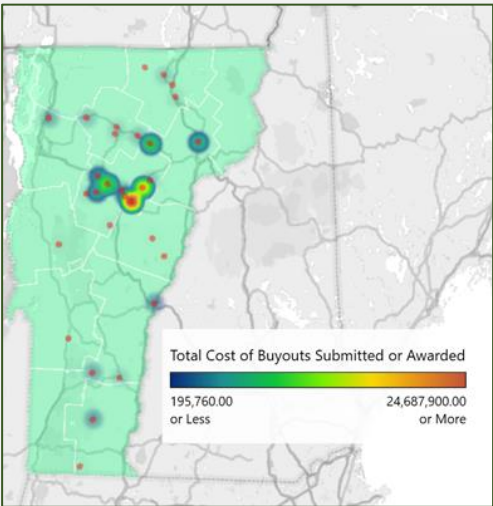 Total Cost of Buyouts Submitted or Awarded
195,760.00
or Less
24,687,900.00
or More